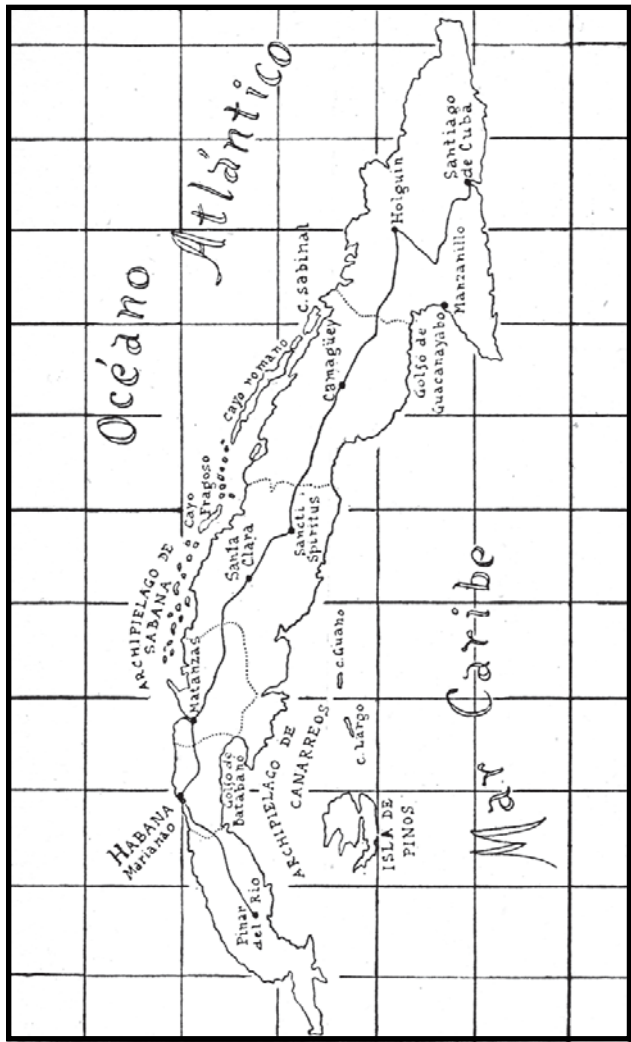 Océano
Atlántico
ARCHIPIELAGO DE
SABANA
Cayo
Fragoso
Cayo Romano
C. Sabinal
HABANA
Marianao
Matanzas
Pinar
del Rio
Golfo de
Batabanó
Santa
Clara
Sancti
Spiritus
Camagüey
Holguin
Santiago
de Cuba
Manzanillo
Golfo de
Guacanayabo
ARCHIPIELAGO DE
CANARREOS
C. Guano
C. Largo
ISLA DE
PINOS
Mar Caribe